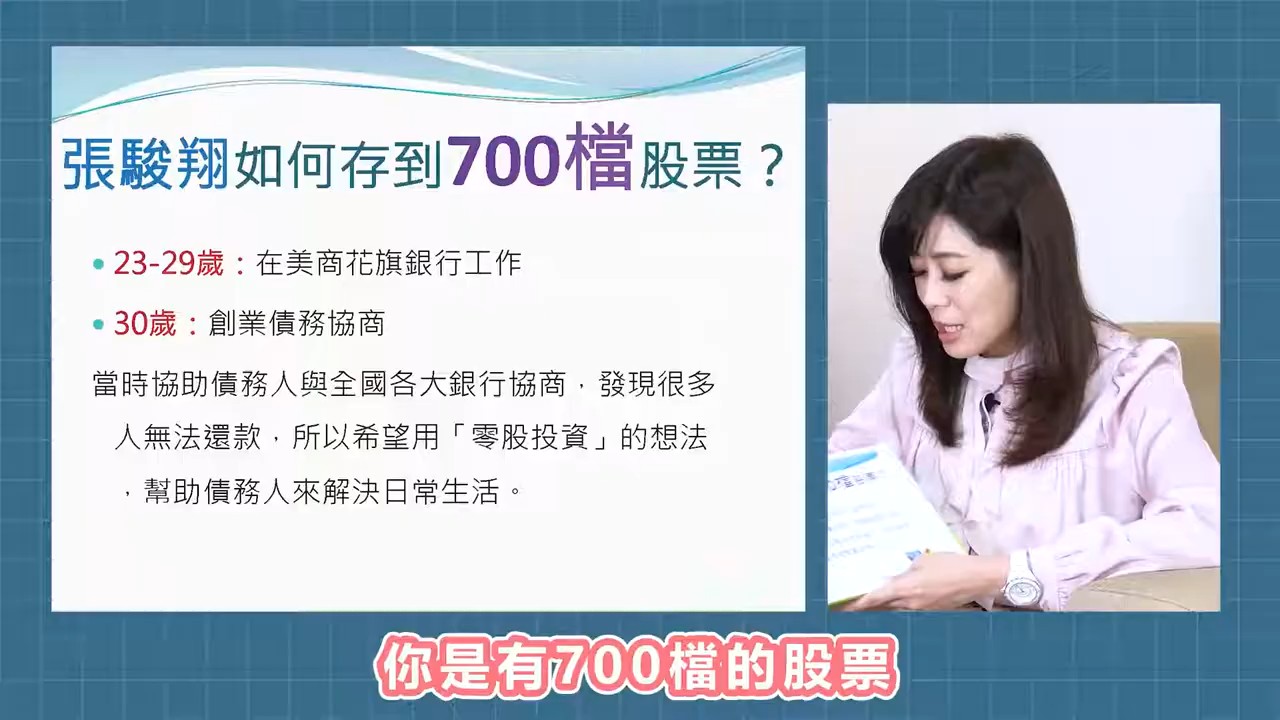 張駿翔如何存到700檔股票？
• 23-29歲：在美商花旗銀行工作
• 30歲：創業債務協商
當時協助債務人與全國各大銀行協商，發現很多
人無法還款，所以希望用「零股投資」的想法
，幫助債務人來解決日常生活。
你是有700檔的股票